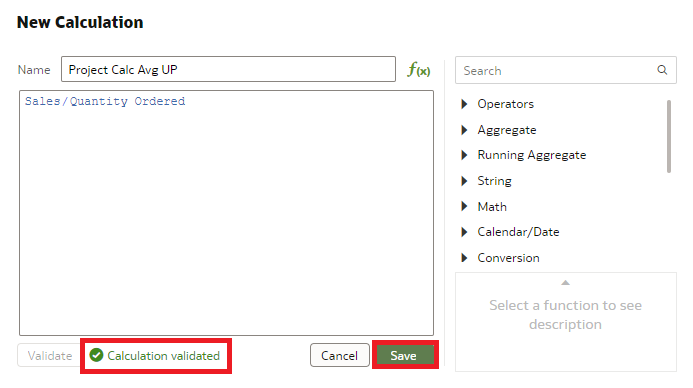 New Calculation
Name Project Calc Avg UP f(x) Search
Sales/Quantity Ordered
Operators
Aggregate
Running Aggregate
String
Math
Calendar/Date
Conversion
Select a function to see
description
Validate Calculation validated Cancel Save